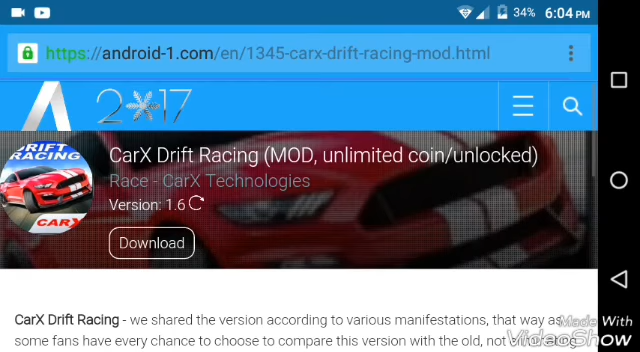 34% 6:04 PM
https://android-1.com/en/1345-carx-drift-racing-mod.html
2017
DRIFT
RACING
CARX
CarX Drift Racing (MOD, unlimited coin/unlocked)
Race - CarX Technologies
Version: 1.6
Download
CarX Drift Racing - we shared the version according to various manifestations, that way as
some fans have every chance to choose to compare this version with the old, not
Made With
VideoShow